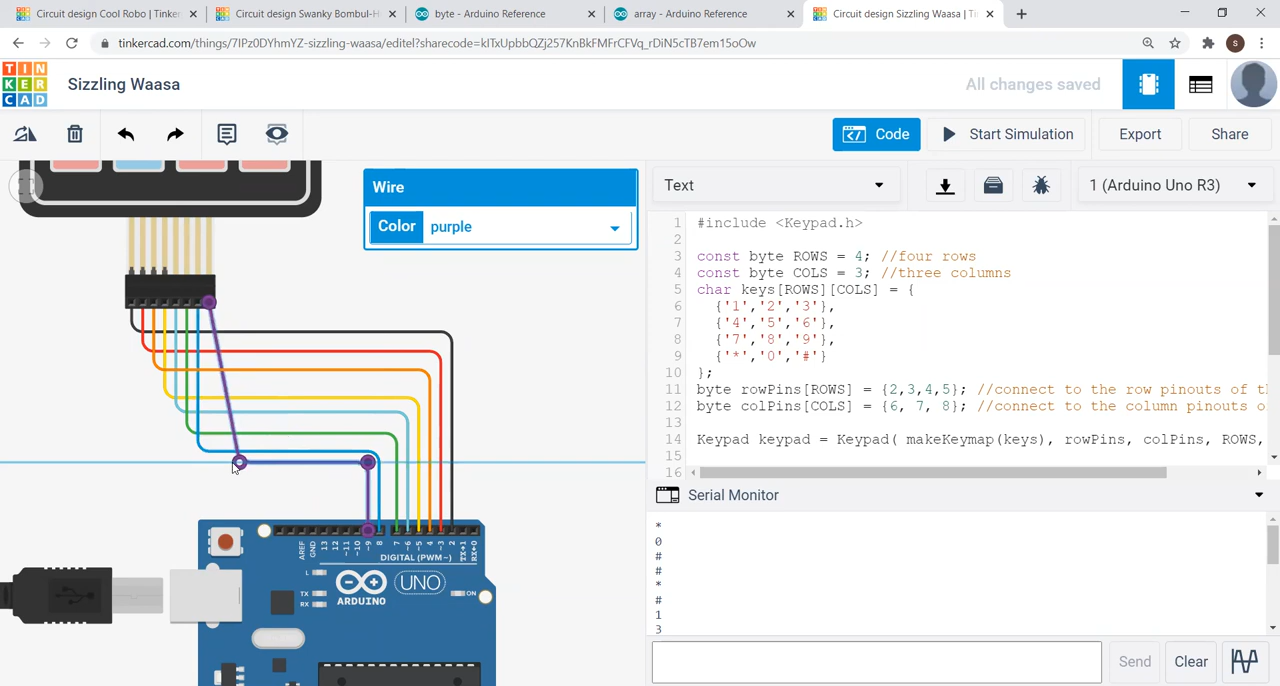 Circuit design Cool Robo | Tinker
Circuit design Swanky Bombul-H
byte - Arduino Reference
array - Arduino Reference
Circuit design Sizzling Waasa | Tin
tinkercad.com/things/7IPz0DYhmYZ-sizzling-waasa/editel?sharecode=klTxUpbbQZj257KnBkFMFrCFVq_rDiN5cTB7em15oOw
S
TIN
KER
CAD
Sizzling Waasa
All changes saved
Code
Start Simulation
Export
Share
Wire
Color
purple
Text
1 (Arduino Uno R3)
1 #include <Keypad.h>
2
3 const byte ROWS = 4; //four rows
4 const byte COLS = 3; //three columns
5 char keys[ROWS][COLS] = {
6 {'1','2','3'},
7 {'4','5','6'},
8 {'7','8','9'},
9 {'*','0','#'}
10 };
11 byte rowPins[ROWS] = {2,3,4,5}; //connect to the row pinouts of t
12 byte colPins[COLS] = {6, 7, 8}; //connect to the column pinouts o
13
14 Keypad keypad = Keypad( makeKeymap(keys), rowPins, colPins, ROWS,
15
16
Serial Monitor
*
0
#
#
*
#
1
3
Send
Clear
AREF
GND
13
12
~11
~10
~9
8
7
~6
~5
4
~3
2
TX→1
RX←0
DIGITAL (PWM~)
L
TX
RX
ARDUINO
UNO
ON